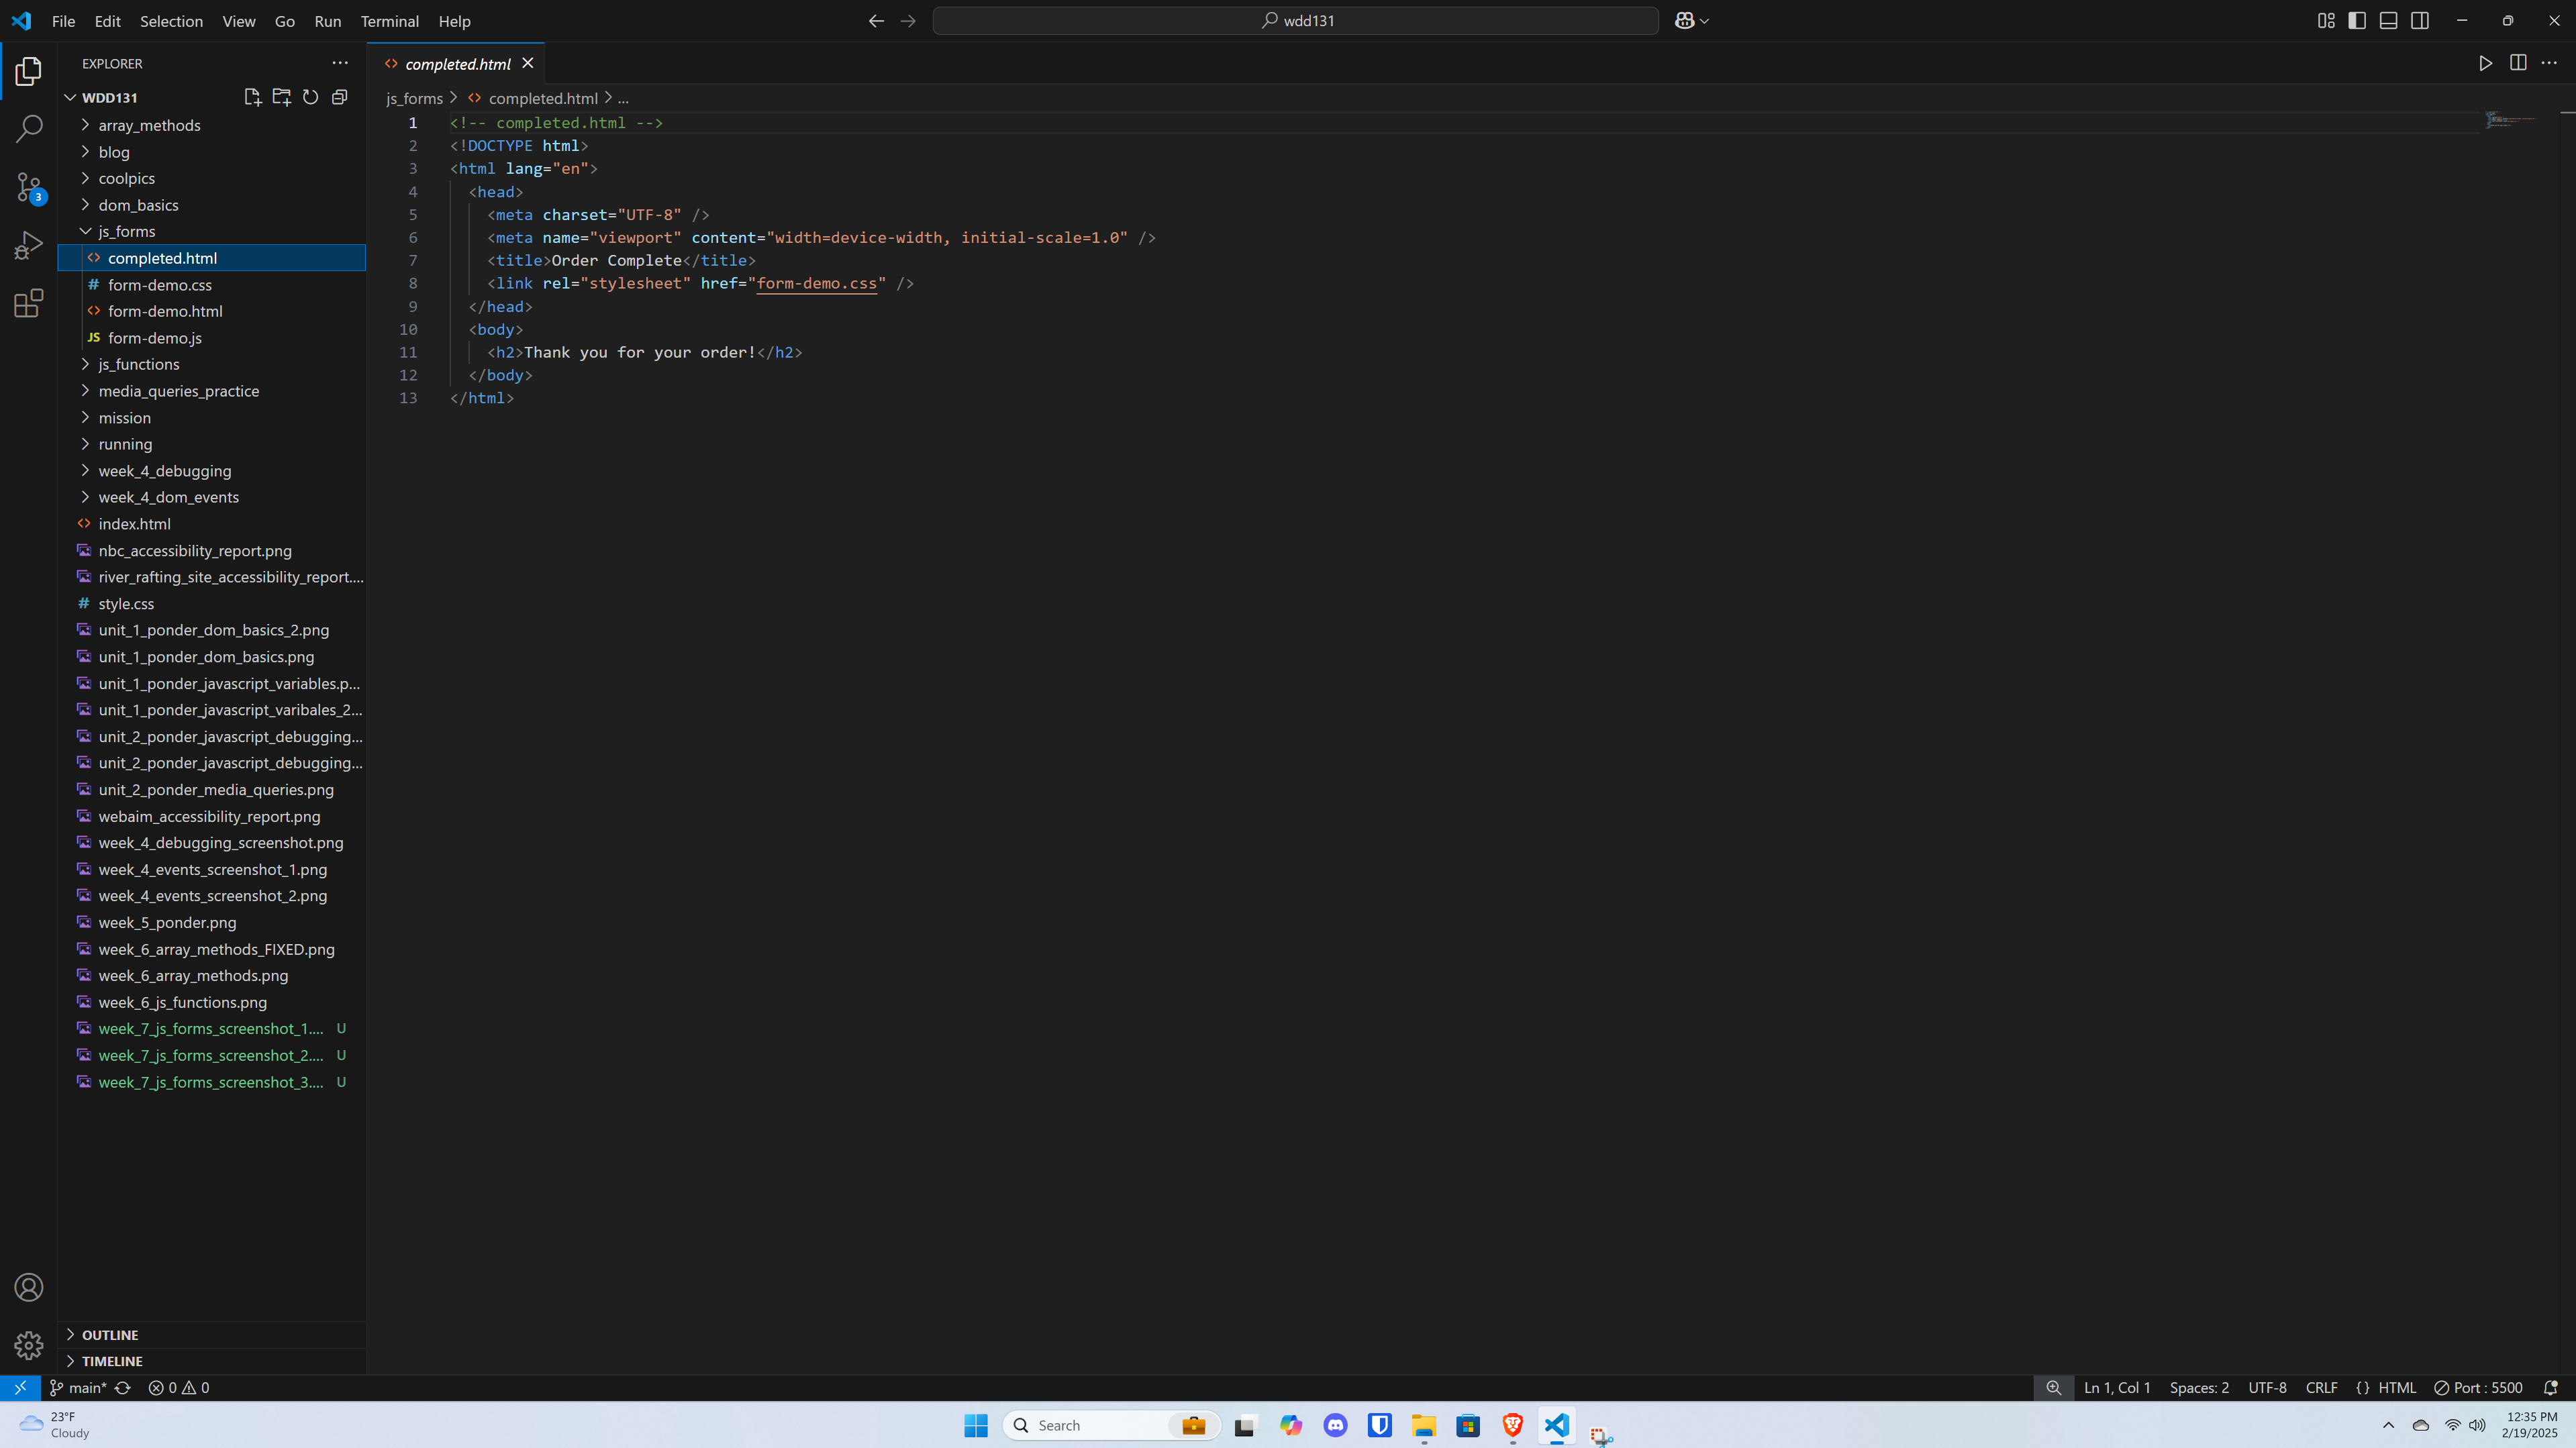 File Edit Selection View Go Run Terminal Help
wdd131
EXPLORER
WDD131
array_methods
blog
coolpics
dom_basics
js_forms
completed.html
form-demo.css
form-demo.html
form-demo.js
js_functions
media_queries_practice
mission
running
week_4_debugging
week_4_dom_events
index.html
nbc_accessibility_report.png
river_rafting_site_accessibility_report....
style.css
unit_1_ponder_dom_basics_2.png
unit_1_ponder_dom_basics.png
unit_1_ponder_javascript_variables.p...
unit_1_ponder_javascript_varibales_2...
unit_2_ponder_javascript_debugging...
unit_2_ponder_javascript_debugging...
unit_2_ponder_media_queries.png
webaim_accessibility_report.png
week_4_debugging_screenshot.png
week_4_events_screenshot_1.png
week_4_events_screenshot_2.png
week_5_ponder.png
week_6_array_methods_FIXED.png
week_6_array_methods.png
week_6_js_functions.png
week_7_js_forms_screenshot_1.... U
week_7_js_forms_screenshot_2.... U
week_7_js_forms_screenshot_3.... U
OUTLINE
TIMELINE
3
completed.html
js_forms > completed.html > ...
1 <!-- completed.html -->
2 <!DOCTYPE html>
3 <html lang="en">
4 <head>
5 <meta charset="UTF-8" />
6 <meta name="viewport" content="width=device-width, initial-scale=1.0" />
7 <title>Order Complete</title>
8 <link rel="stylesheet" href="form-demo.css" />
9 </head>
10 <body>
11 <h2>Thank you for your order!</h2>
12 </body>
13 </html>
main* 0 0 Ln 1, Col 1 Spaces: 2 UTF-8 CRLF {} HTML Port : 5500
23°F
Cloudy
Search
12:35 PM
2/19/2025